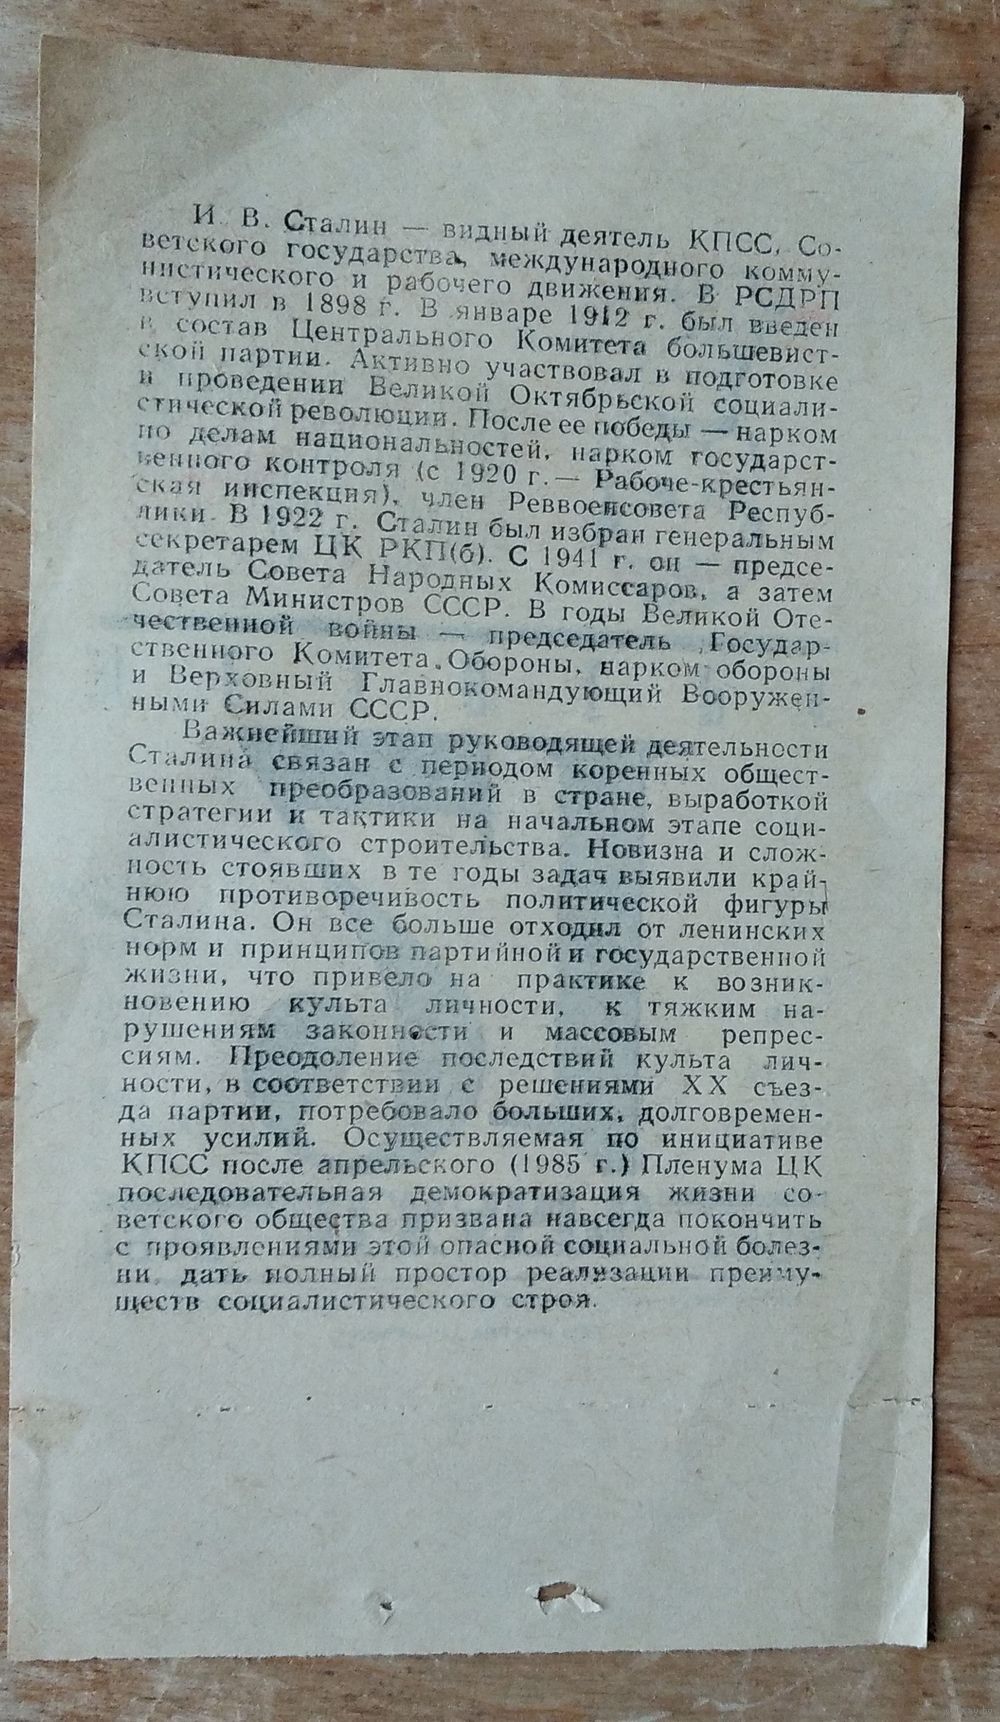 И. В. Сталин — видный деятель КПСС, Со-
ветского государства, международного комму-
нистического и рабочего движения. В РСДРП
вступил в 1898 г. В январе 1912 г. был введен
в состав Центрального Комитета большевист-
ской партии. Активно участвовал в подготовке
и проведении Великой Октябрьской социали-
стической революции. После ее победы — нарком
по делам национальностей, нарком государст-
венного контроля (с 1920 г. — Рабоче-крестьян-
ская инспекция), член Реввоенсовета Респуб-
лики. В 1922 г. Сталин был избран генеральным
секретарем ЦК РКП(б). С 1941 г. он — предсе-
датель Совета Народных Комиссаров, а затем
Совета Министров СССР. В годы Великой Оте-
чественной войны — председатель Государ-
ственного Комитета Обороны, нарком обороны
и Верховный Главнокомандующий Вооружен-
ными Силами СССР.
Важнейший этап руководящей деятельности
Сталина связан с периодом коренных общест-
венных преобразований в стране, выработкой
стратегии и тактики на начальном этапе соци-
алистического строительства. Новизна и слож-
ность стоявших в те годы задач выявили край-
нюю противоречивость политической фигуры
Сталина. Он все больше отходил от ленинских
норм и принципов партийной и государственной
жизни, что привело на практике к возник-
новению культа личности, к тяжким на-
рушениям законности и массовым репрес-
сиям. Преодоление последствий культа лич-
ности, в соответствии с решениями XX съез-
да партии, потребовало больших, долговремен-
ных усилий. Осуществляемая по инициативе
КПСС после апрельского (1985 г.) Пленума ЦК
последовательная демократизация жизни со-
ветского общества призвана навсегда покончить
с проявлениями этой опасной социальной болез-
ни, дать полный простор реализации преиму-
ществ социалистического строя.